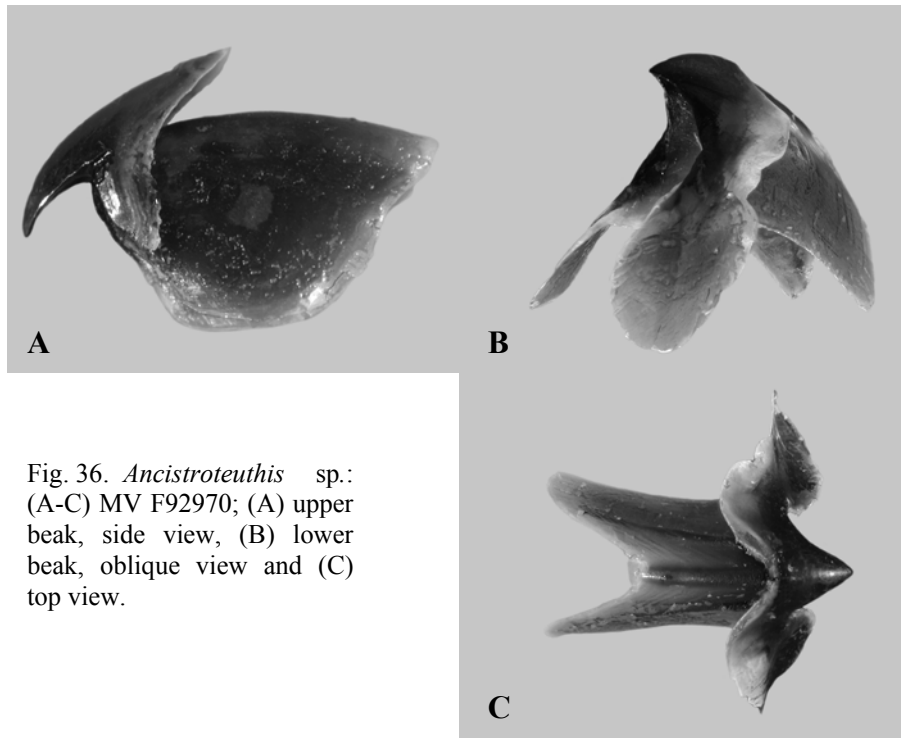 A
B
Fig. 36. Ancistroteuthis sp.:
(A-C) MV F92970; (A) upper
beak, side view, (B) lower
beak, oblique view and (C)
top view.
C